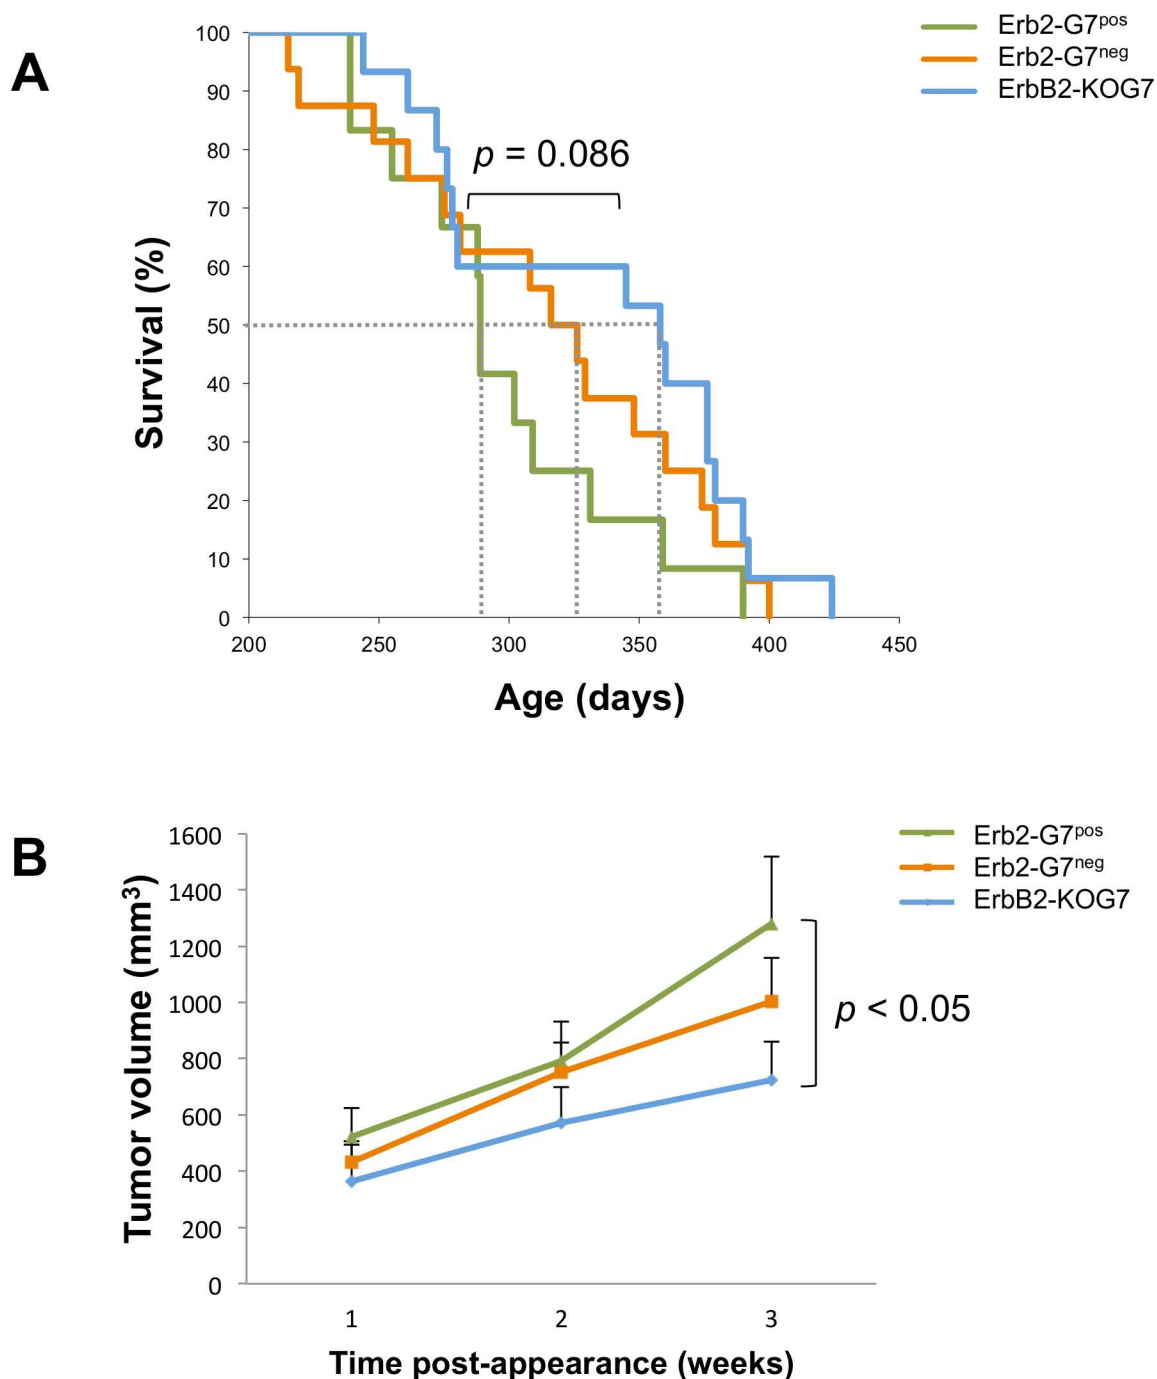 A
Erb2-G7pos
Erb2-G7neg
ErbB2-KOG7
p = 0.086
Survival (%)
100
90
80
70
60
50
40
30
20
10
0
200 250 300 350 400 450
Age (days)
B
Erb2-G7pos
Erb2-G7neg
ErbB2-KOG7
p < 0.05
Tumor volume (mm3)
1600
1400
1200
1000
800
600
400
200
0
1 2 3
Time post-appearance (weeks)